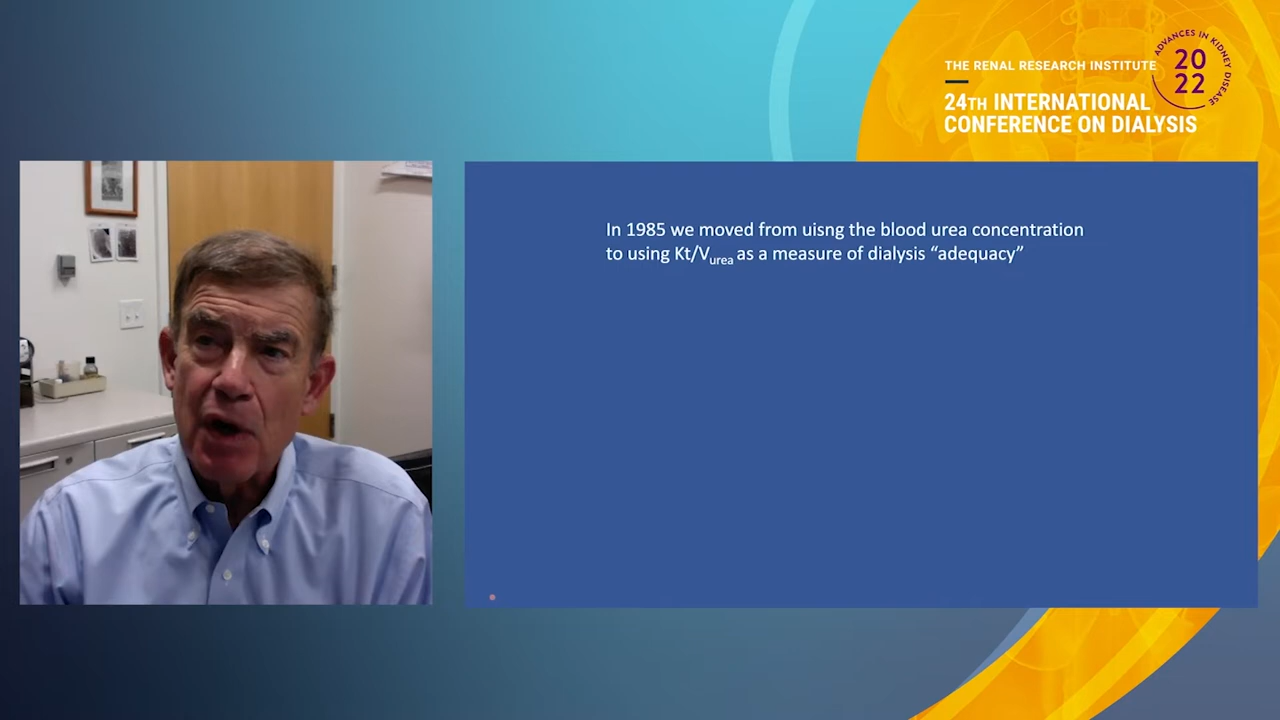 THE RENAL RESEARCH INSTITUTE
24TH INTERNATIONAL
CONFERENCE ON DIALYSIS
ADVANCES IN KIDNEY DISEASE
20
22
In 1985 we moved from uisng the blood urea concentration
to using Kt/Vurea as a measure of dialysis “adequacy”